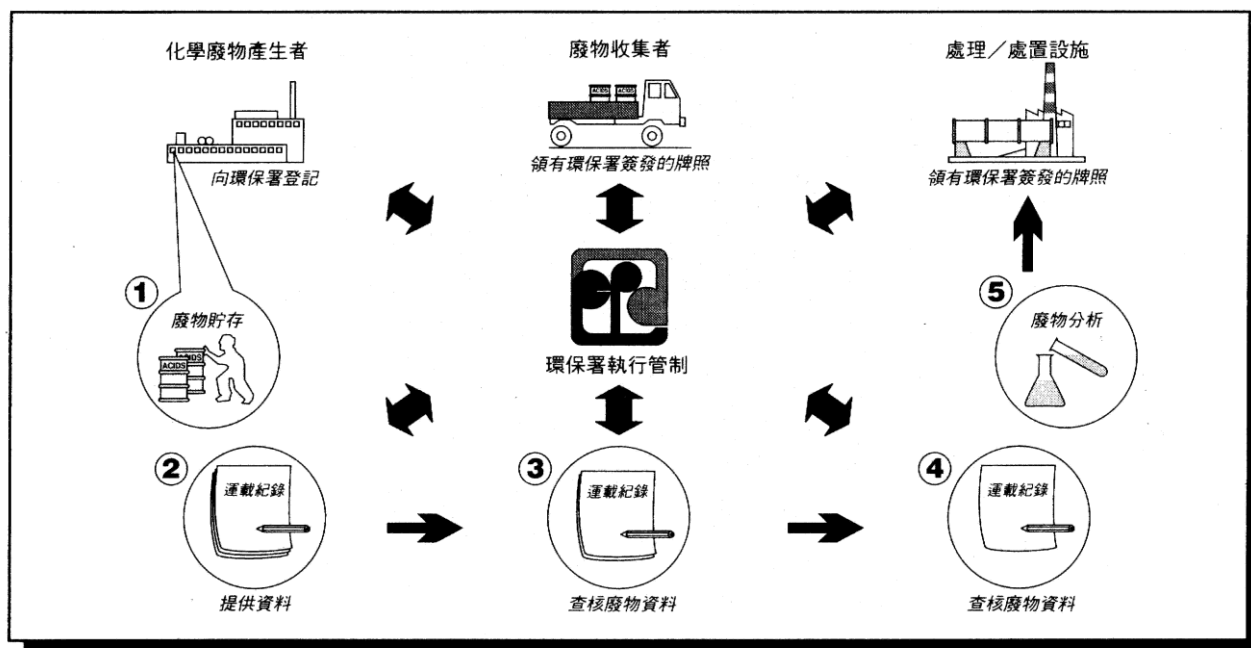 化學廢物產生者
廢物收集者
處理／處置設施
ACIDS ACIDS
向環保署登記
領有環保署簽發的牌照
領有環保署簽發的牌照
1
廢物貯存
ACIDS
ACIDS
環保署執行管制
5
廢物分析
2
運載紀錄
提供資料
3
運載紀錄
查核廢物資料
4
運載紀錄
查核廢物資料